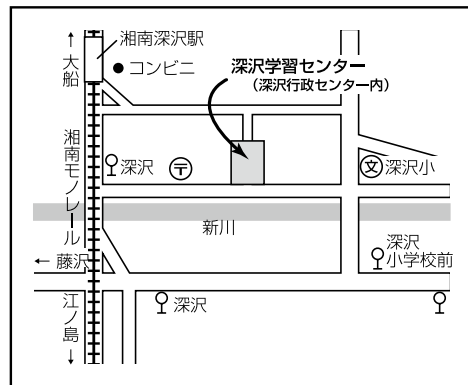 湘南深沢駅
↑
大船
コンビニ
深沢学習センター
（深沢行政センター内）
湘南モノレール
深沢
〒
文
深沢小
新川
← 藤沢
深沢
小学校前
深沢
江ノ島
↓